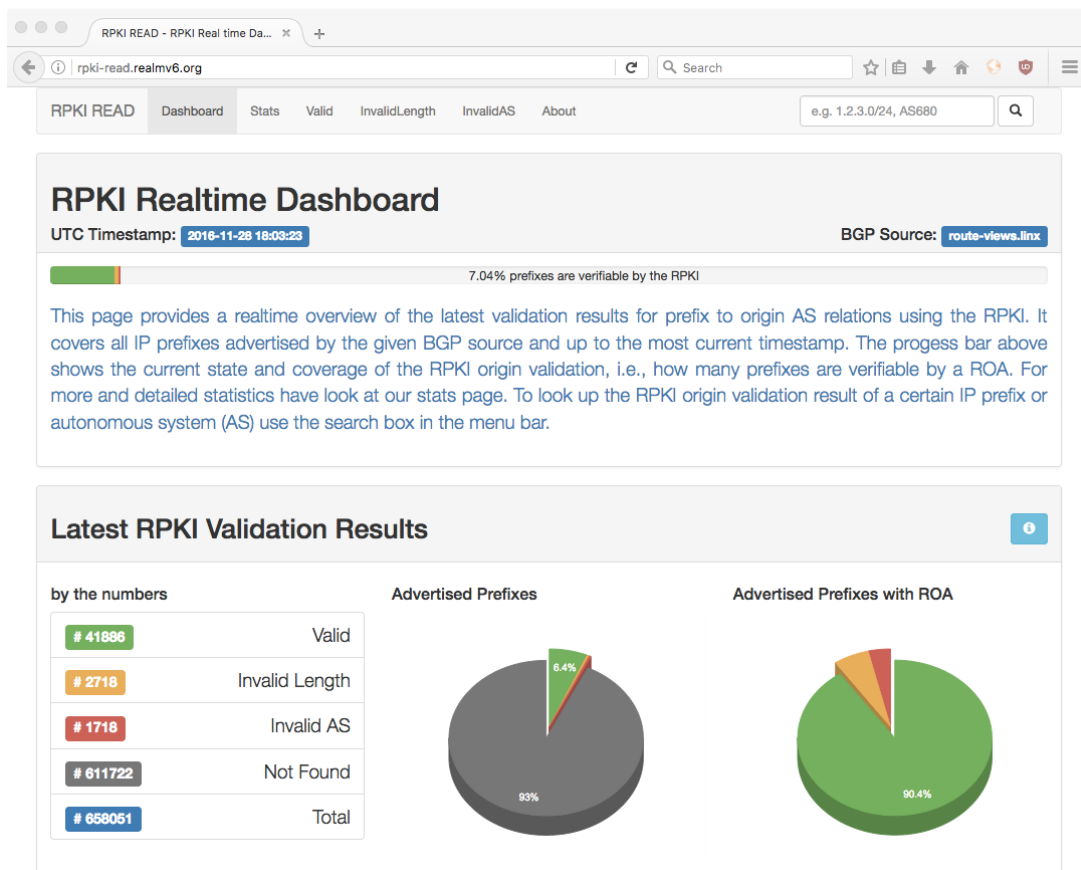 RPKI READ - RPKI Real time Da...
rpki-read.realmv6.org
Search
RPKI READ Dashboard Stats Valid InvalidLength InvalidAS About e.g. 1.2.3.0/24, AS680
RPKI Realtime Dashboard
UTC Timestamp: 2016-11-28 18:03:23 BGP Source: route-views.linx
7.04% prefixes are verifiable by the RPKI
This page provides a realtime overview of the latest validation results for prefix to origin AS relations using the RPKI. It
covers all IP prefixes advertised by the given BGP source and up to the most current timestamp. The progess bar above
shows the current state and coverage of the RPKI origin validation, i.e., how many prefixes are verifiable by a ROA. For
more and detailed statistics have look at our stats page. To look up the RPKI origin validation result of a certain IP prefix or
autonomous system (AS) use the search box in the menu bar.
Latest RPKI Validation Results
by the numbers Advertised Prefixes Advertised Prefixes with ROA
# 41886 Valid
# 2718 Invalid Length
# 1718 Invalid AS
# 611722 Not Found
# 658051 Total
6.4%
93%
90.4%